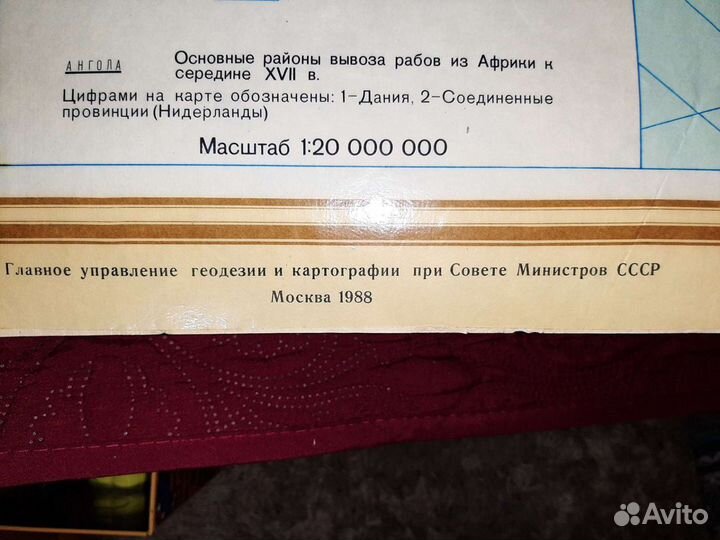 АНГОЛА Основные районы вывоза рабов из Африки к
середине XVII в.
Цифрами на карте обозначены: 1-Дания, 2-Соединенные
провинции (Нидерланды)
Масштаб 1:20 000 000
Главное управление геодезии и картографии при Совете Министров СССР
Москва 1988
Avito